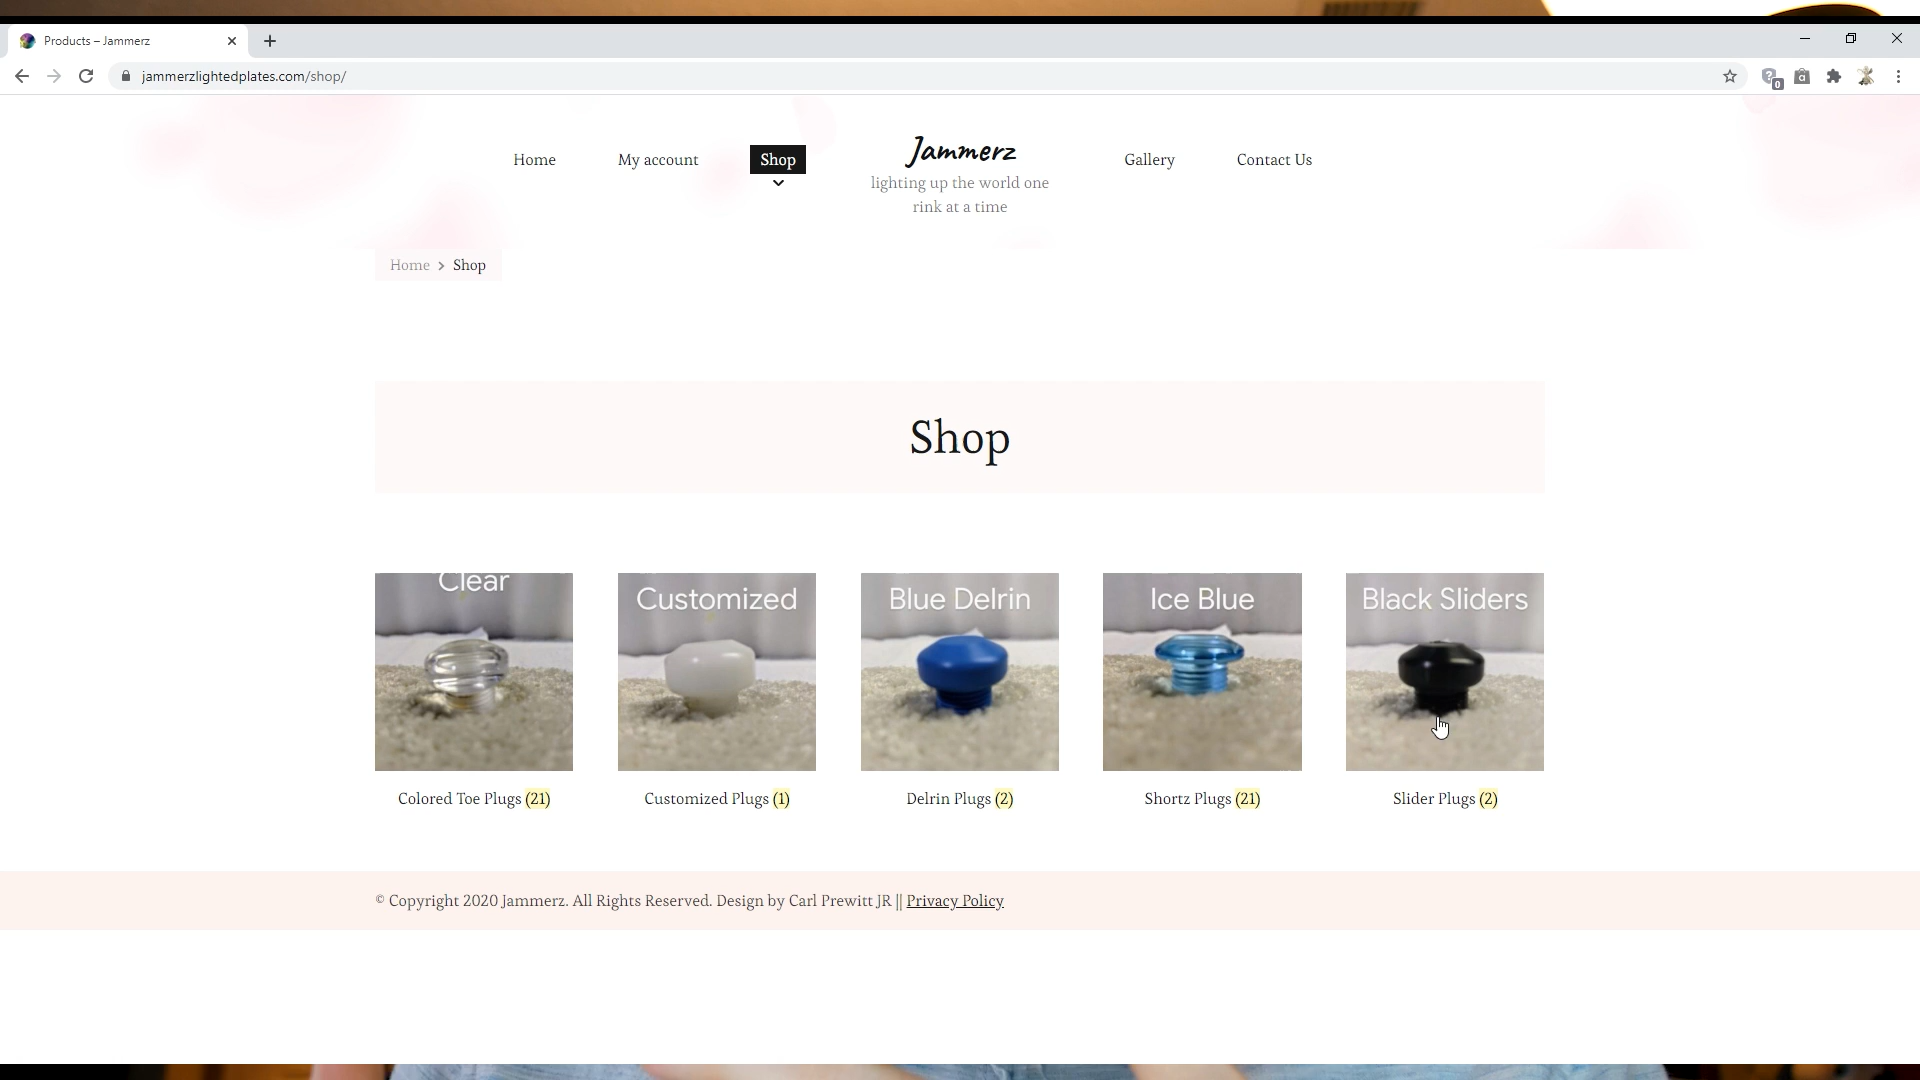 Products – Jammerz
jammerzlightedplates.com/shop/
0
Home
My account
Shop
Jammerz
lighting up the world one
rink at a time
Gallery
Contact Us
Home > Shop
Shop
Clear
Customized
Blue Delrin
Ice Blue
Black Sliders
Colored Toe Plugs (21)
Customized Plugs (1)
Delrin Plugs (2)
Shortz Plugs (21)
Slider Plugs (2)
© Copyright 2020 Jammerz. All Rights Reserved. Design by Carl Prewitt JR || Privacy Policy